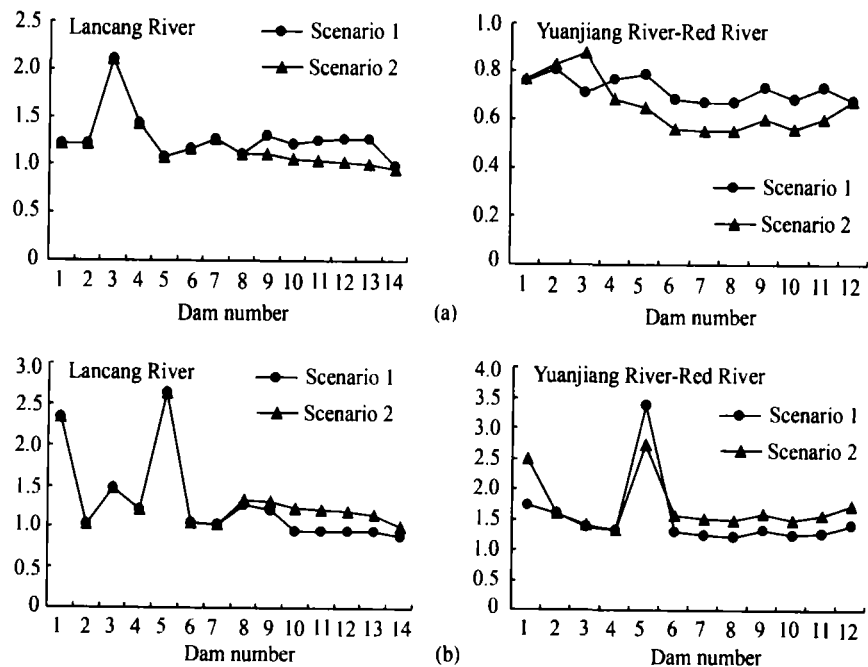 Lancang River
Scenario 1
Scenario 2
2.5
2.0
1.5
1.0
0.5
0
1 2 3 4 5 6 7 8 9 10 11 12 13 14
Dam number
Yuanjiang River-Red River
Scenario 1
Scenario 2
1.0
0.8
0.6
0.4
0.2
0
1 2 3 4 5 6 7 8 9 10 11 12
Dam number
(a)
Lancang River
Scenario 1
Scenario 2
3.0
2.5
2.0
1.5
1.0
0.5
0
1 2 3 4 5 6 7 8 9 10 11 12 13 14
Dam number
Yuanjiang River-Red River
Scenario 1
Scenario 2
4.0
3.5
3.0
2.5
2.0
1.5
1.0
0.5
0
1 2 3 4 5 6 7 8 9 10 11 12
Dam number
(b)